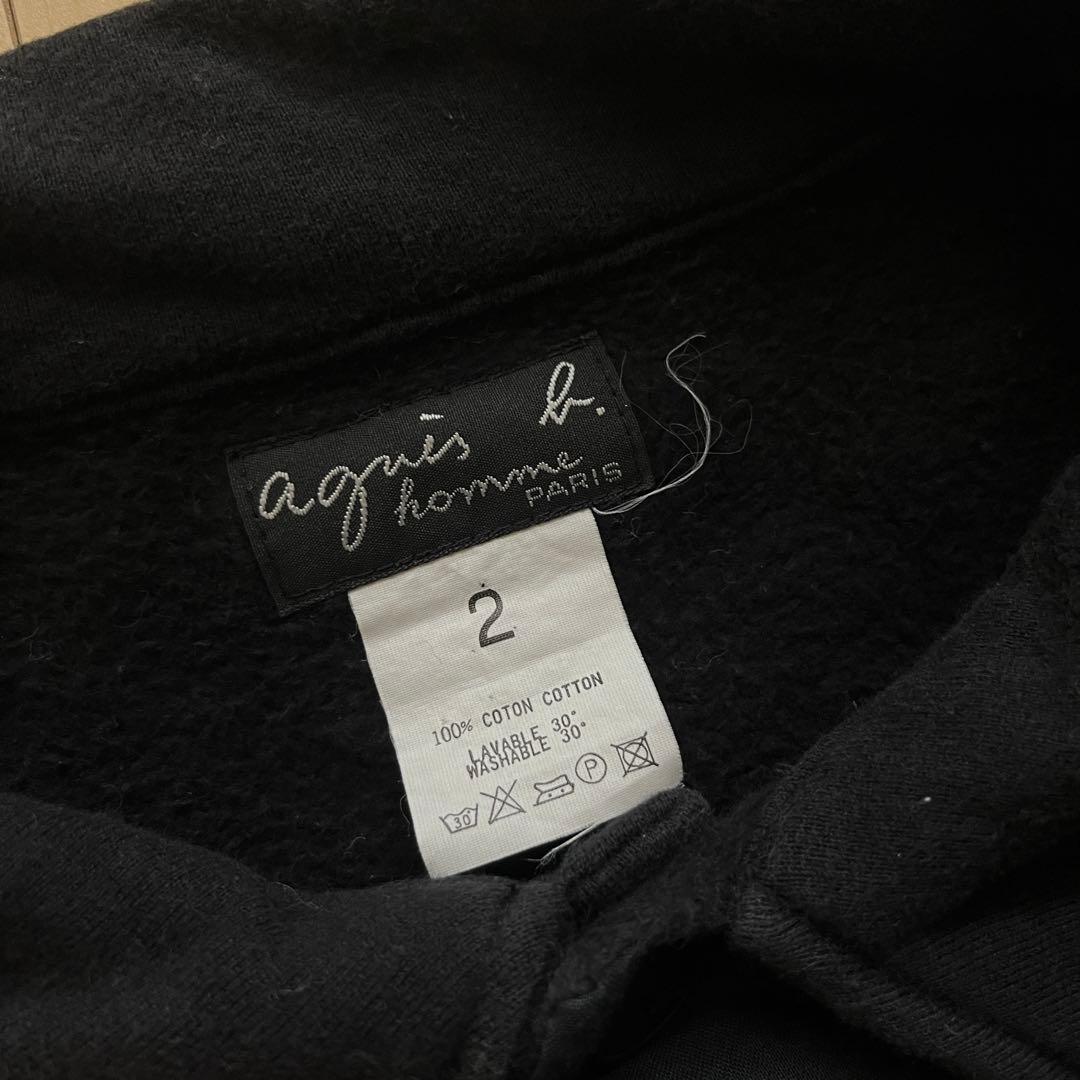 agnès b.
homme
PARIS
2
100% COTON COTTON
LAVABLE 30°
WASHABLE 30°
30
P